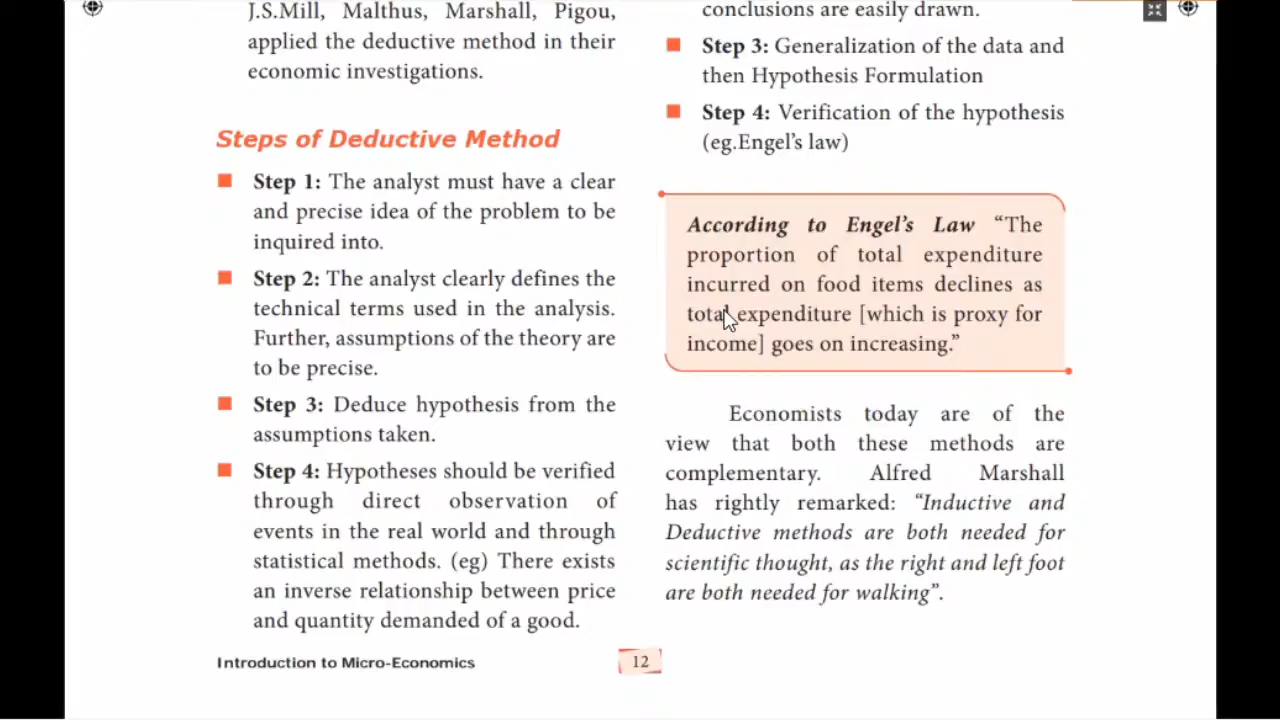 J.S.Mill, Malthus, Marshall, Pigou,
applied the deductive method in their
economic investigations.
Steps of Deductive Method
Step 1: The analyst must have a clear
and precise idea of the problem to be
inquired into.
Step 2: The analyst clearly defines the
technical terms used in the analysis.
Further, assumptions of the theory are
to be precise.
Step 3: Deduce hypothesis from the
assumptions taken.
Step 4: Hypotheses should be verified
through direct observation of
events in the real world and through
statistical methods. (eg) There exists
an inverse relationship between price
and quantity demanded of a good.
conclusions are easily drawn.
Step 3: Generalization of the data and
then Hypothesis Formulation
Step 4: Verification of the hypothesis
(eg.Engel’s law)
According to Engel’s Law “The
proportion of total expenditure
incurred on food items declines as
total expenditure [which is proxy for
income] goes on increasing.”
Economists today are of the
view that both these methods are
complementary. Alfred Marshall
has rightly remarked: “Inductive and
Deductive methods are both needed for
scientific thought, as the right and left foot
are both needed for walking”.
Introduction to Micro-Economics
12